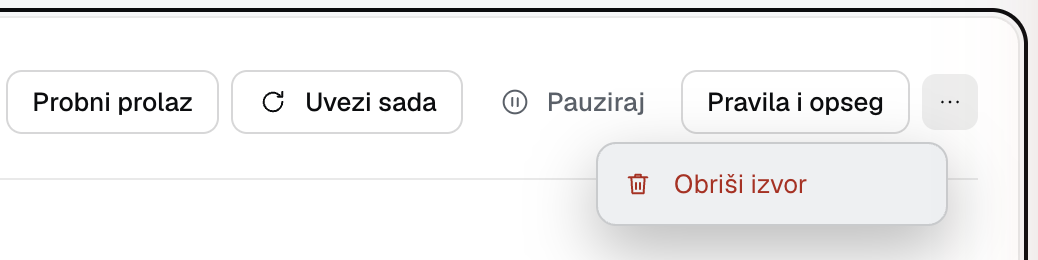 Probni prolaz
Uvezi sada
Pauziraj
Pravila i opseg
...
Obriši izvor